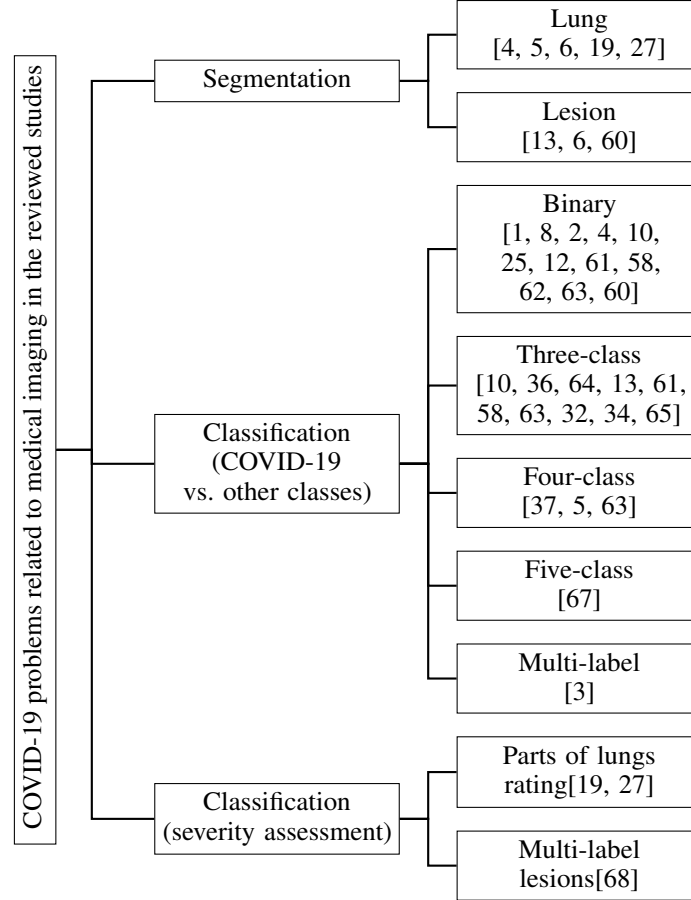 COVID-19 problems related to medical imaging in the reviewed studies
Segmentation
Lung
[4, 5, 6, 19, 27]
Lesion
[13, 6, 60]
Classification
(COVID-19
vs. other classes)
Binary
[1, 8, 2, 4, 10,
25, 12, 61, 58,
62, 63, 60]
Three-class
[10, 36, 64, 13, 61,
58, 63, 32, 34, 65]
Four-class
[37, 5, 63]
Five-class
[67]
Multi-label
[3]
Classification
(severity assessment)
Parts of lungs
rating[19, 27]
Multi-label
lesions[68]